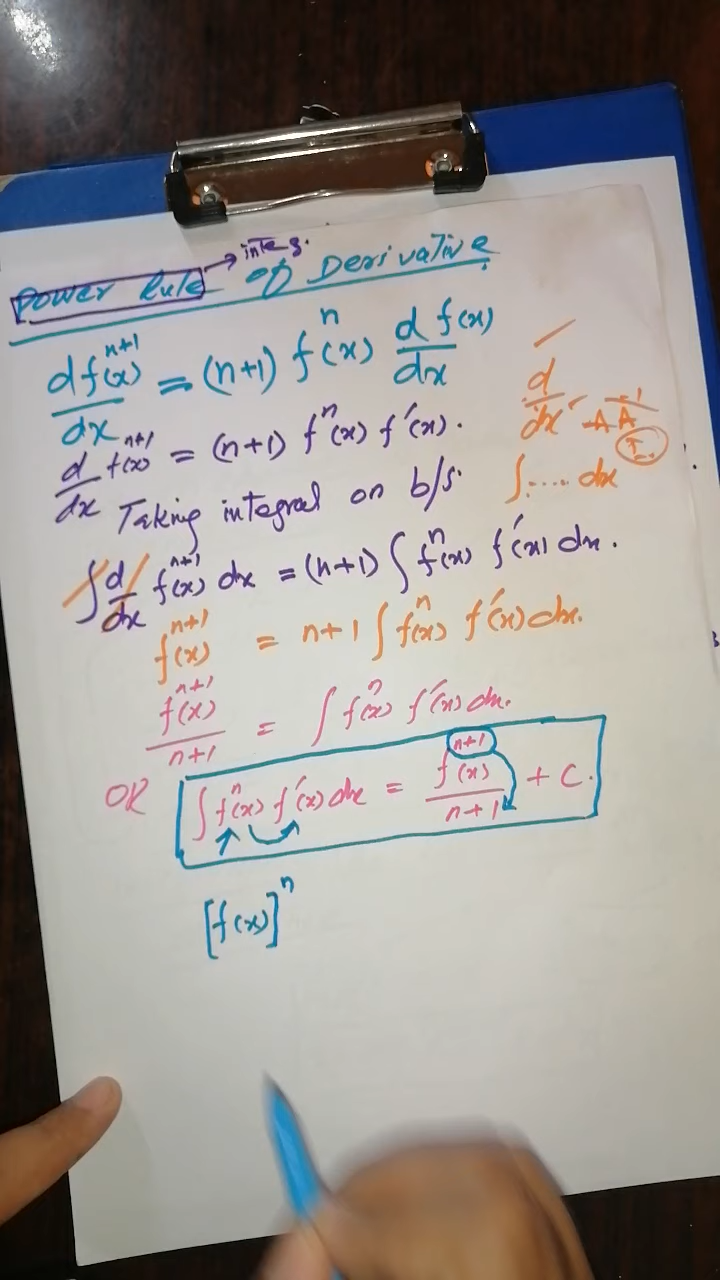 Power Rule → integ. of Derivative
d f^{n+1}(x) / dx = (n+1) f^n(x) d f(x) / dx
d/dx f^{n+1}(x) = (n+1) f^n(x) f'(x).
d/dx A A^{-1} I.
Taking integral on b/s.
∫ .... dx
∫ d/dx f^{n+1}(x) dx = (n+1) ∫ f^n(x) f'(x) dx.
f^{n+1}(x) = n+1 ∫ f^n(x) f'(x) dx.
f^{n+1}(x) / n+1 = ∫ f^n(x) f'(x) dx.
OR ∫ f^n(x) f'(x) dx = f^{n+1}(x) / n+1 + C.
[f(x)]^n